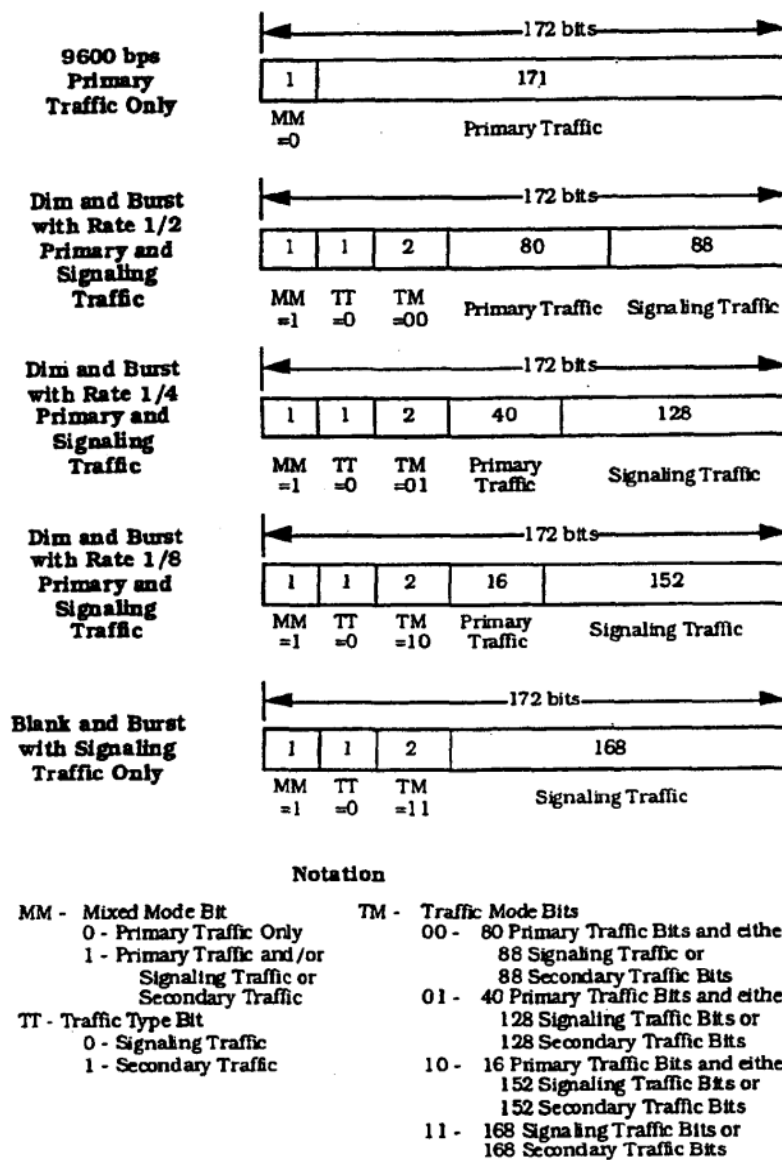 172 bits
9600 bps
Primary
Traffic Only
1 171
MM
=0
Primary Traffic
172 bits
Dim and Burst
with Rate 1/2
Primary and
Signaling
Traffic
1 1 2 80 88
MM TT TM Primary Traffic Signaling Traffic
=1 =0 =00
172 bits
Dim and Burst
with Rate 1/4
Primary and
Signaling
Traffic
1 1 2 40 128
MM TT TM Primary Signaling Traffic
=1 =0 =01 Traffic
172 bits
Dim and Burst
with Rate 1/8
Primary and
Signaling
Traffic
1 1 2 16 152
MM TT TM Primary Signaling Traffic
=1 =0 =10 Traffic
172 bits
Blank and Burst
with Signaling
Traffic Only
1 1 2 168
MM TT TM Signaling Traffic
=1 =0 =11
Notation
MM - Mixed Mode Bit
0 - Primary Traffic Only
1 - Primary Traffic and/or
Signaling Traffic or
Secondary Traffic
TT - Traffic Type Bit
0 - Signaling Traffic
1 - Secondary Traffic
TM - Traffic Mode Bits
00 - 80 Primary Traffic Bits and eithe
88 Signaling Traffic or
88 Secondary Traffic Bits
01 - 40 Primary Traffic Bits and eithe
128 Signaling Traffic Bits or
128 Secondary Traffic Bits
10 - 16 Primary Traffic Bits and eithe
152 Signaling Traffic Bits or
152 Secondary Traffic Bits
11 - 168 Signaling Traffic Bits or
168 Secondary Traffic Bits